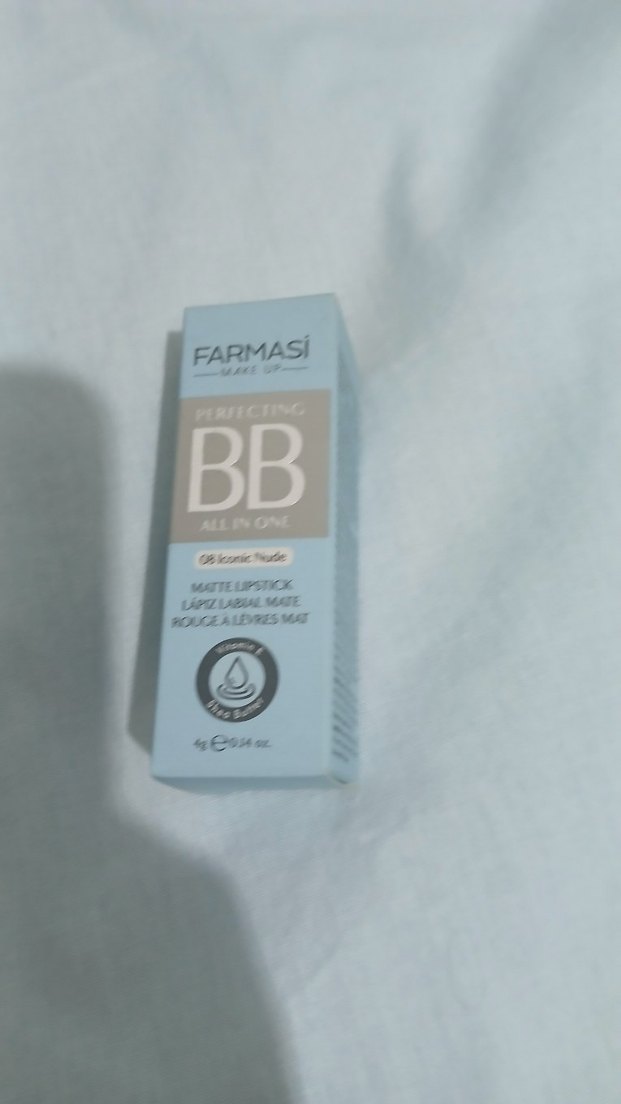 FARMASİ
MAKE UP
PERFECTING
BB
ALL IN ONE
08 Iconic Nude
MATTE LIPSTICK
LÁPIZ LABIAL MATE
ROUGE À LÈVRES MAT
Vitamin E
Shea Butter
4g ℮ 0.14 oz.